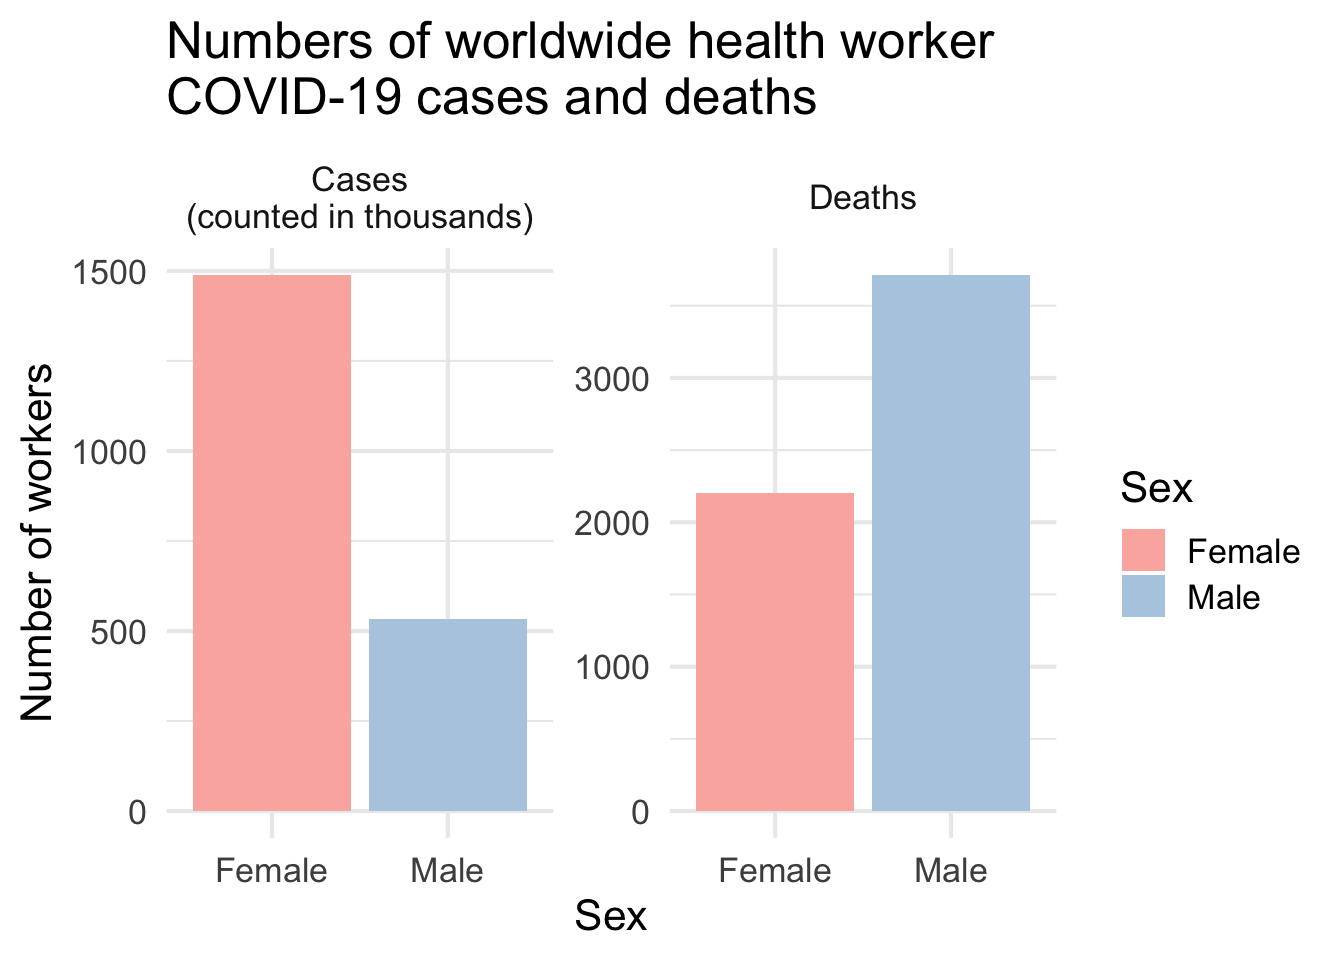 Numbers of worldwide health worker
COVID-19 cases and deaths
Cases
(counted in thousands)
Deaths
Number of workers
1500
1000
500
0
3000
2000
1000
0
Female
Male
Female
Male
Sex
Sex
Female
Male